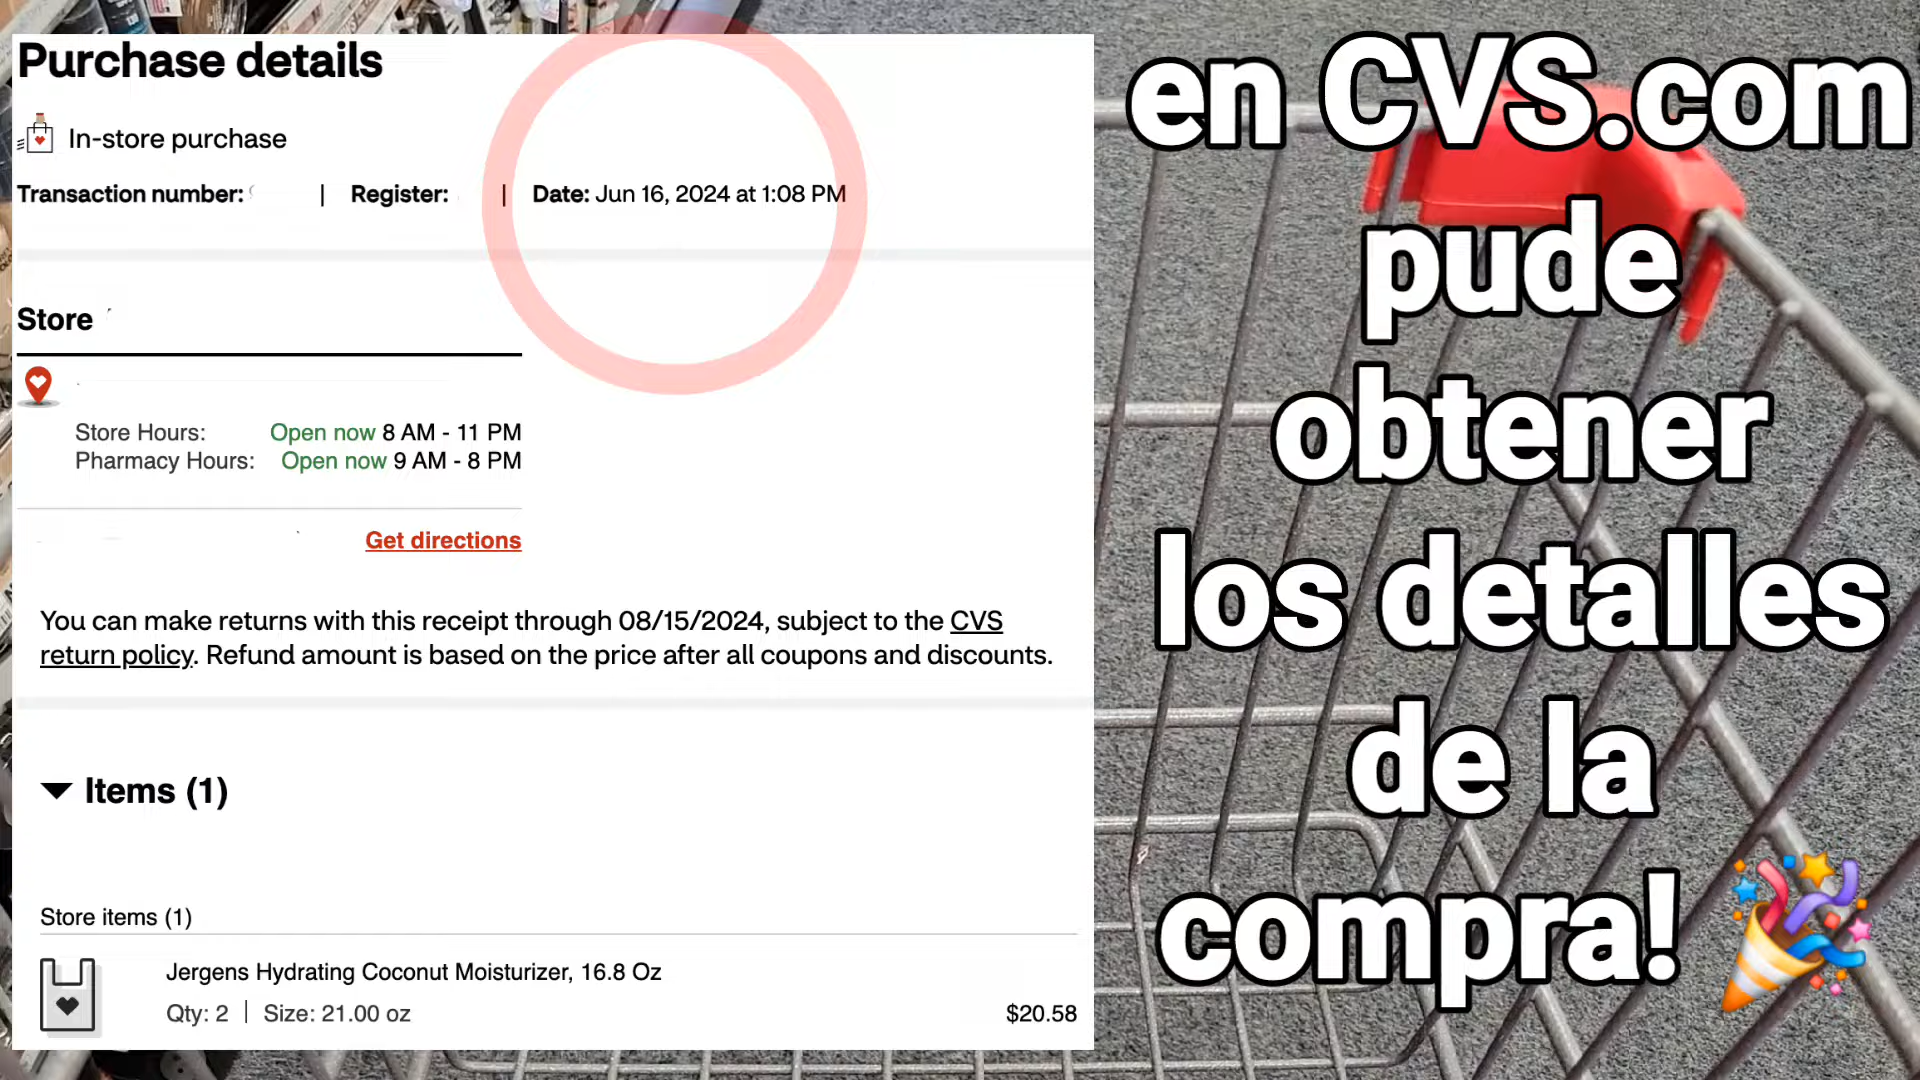 Purchase details
In-store purchase
Transaction number: | Register: | Date: Jun 16, 2024 at 1:08 PM
Store
Store Hours: Open now 8 AM - 11 PM
Pharmacy Hours: Open now 9 AM - 8 PM
Get directions
You can make returns with this receipt through 08/15/2024, subject to the CVS
return policy. Refund amount is based on the price after all coupons and discounts.
Items (1)
Store items (1)
Jergens Hydrating Coconut Moisturizer, 16.8 Oz
Qty: 2 | Size: 21.00 oz $20.58
en CVS.com
pude
obtener
los detalles
de la
compra! 🎉